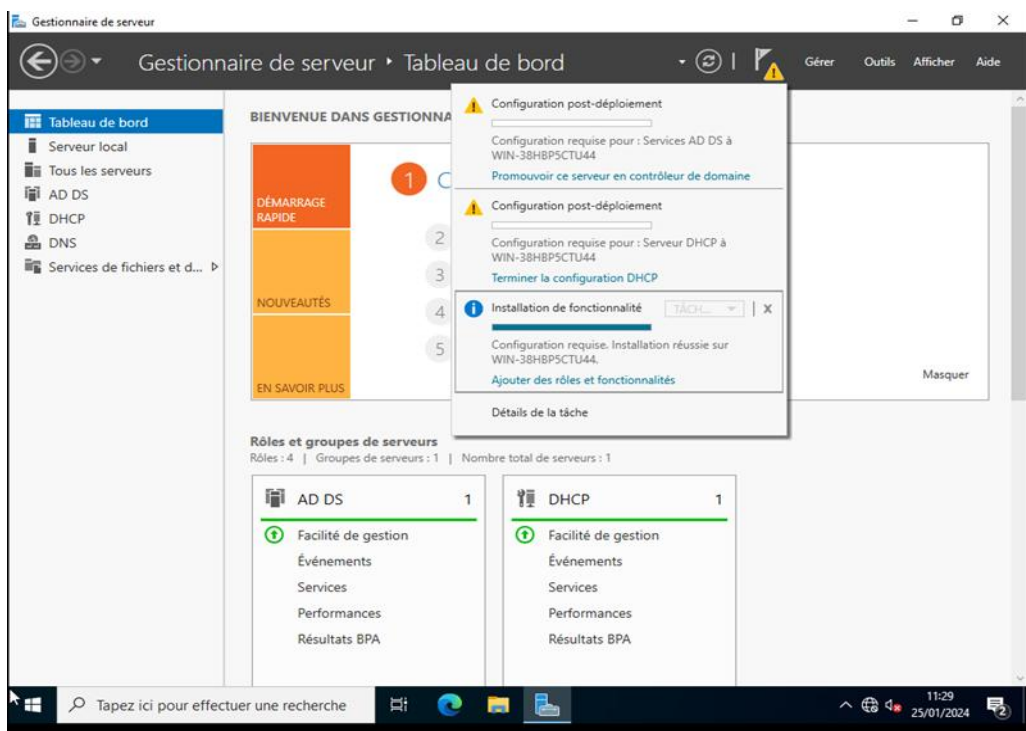 Gestionnaire de serveur
Gestionnaire de serveur ‣ Tableau de bord
Gérer Outils Afficher Aide
Tableau de bord
Serveur local
Tous les serveurs
AD DS
DHCP
DNS
Services de fichiers et d...
BIENVENUE DANS GESTIONNA
DÉMARRAGE
RAPIDE
NOUVEAUTÉS
EN SAVOIR PLUS
1
2
3
4
5
Configuration post-déploiement
Configuration requise pour : Services AD DS à
WIN-38HBP5CTU44
Promouvoir ce serveur en contrôleur de domaine
Configuration post-déploiement
Configuration requise pour : Serveur DHCP à
WIN-38HBP5CTU44
Terminer la configuration DHCP
Installation de fonctionnalité TÂCH... X
Configuration requise. Installation réussie sur
WIN-38HBP5CTU44.
Ajouter des rôles et fonctionnalités
Détails de la tâche
Masquer
Rôles et groupes de serveurs
Rôles : 4 | Groupes de serveurs : 1 | Nombre total de serveurs : 1
AD DS 1
Facilité de gestion
Événements
Services
Performances
Résultats BPA
DHCP 1
Facilité de gestion
Événements
Services
Performances
Résultats BPA
Tapez ici pour effectuer une recherche
11:29
25/01/2024
2